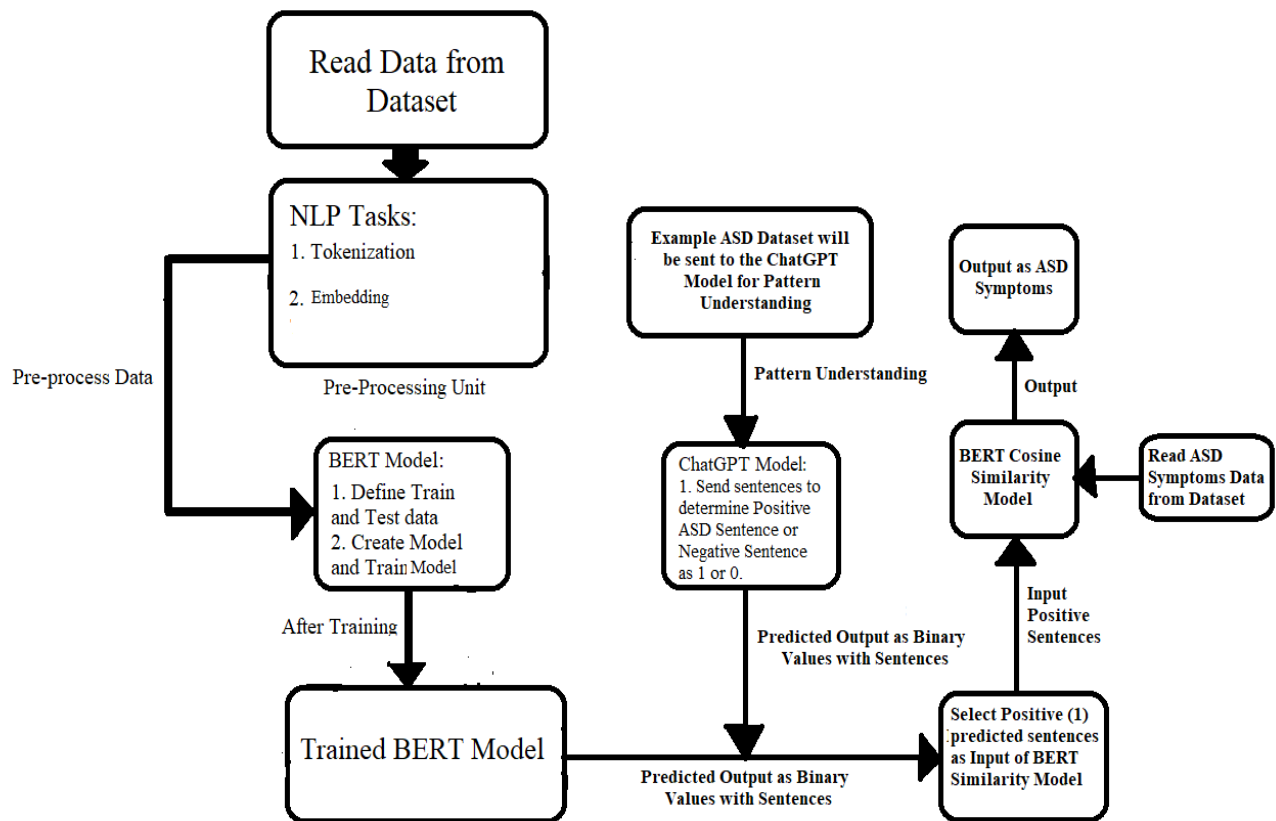 Read Data from
Dataset
NLP Tasks:
1. Tokenization
2. Embedding
Pre-process Data
Pre-Processing Unit
BERT Model:
1. Define Train
and Test data
2. Create Model
and Train Model
After Training
Trained BERT Model
Example ASD Dataset will
be sent to the ChatGPT
Model for Pattern
Understanding
Pattern Understanding
ChatGPT Model:
1. Send sentences to
determine Positive
ASD Sentence or
Negative Sentence
as 1 or 0.
Predicted Output as Binary
Values with Sentences
Predicted Output as Binary
Values with Sentences
Select Positive (1)
predicted sentences
as Input of BERT
Similarity Model
Input
Positive
Sentences
BERT Cosine
Similarity
Model
Read ASD
Symptoms Data
from Dataset
Output
Output as ASD
Symptoms